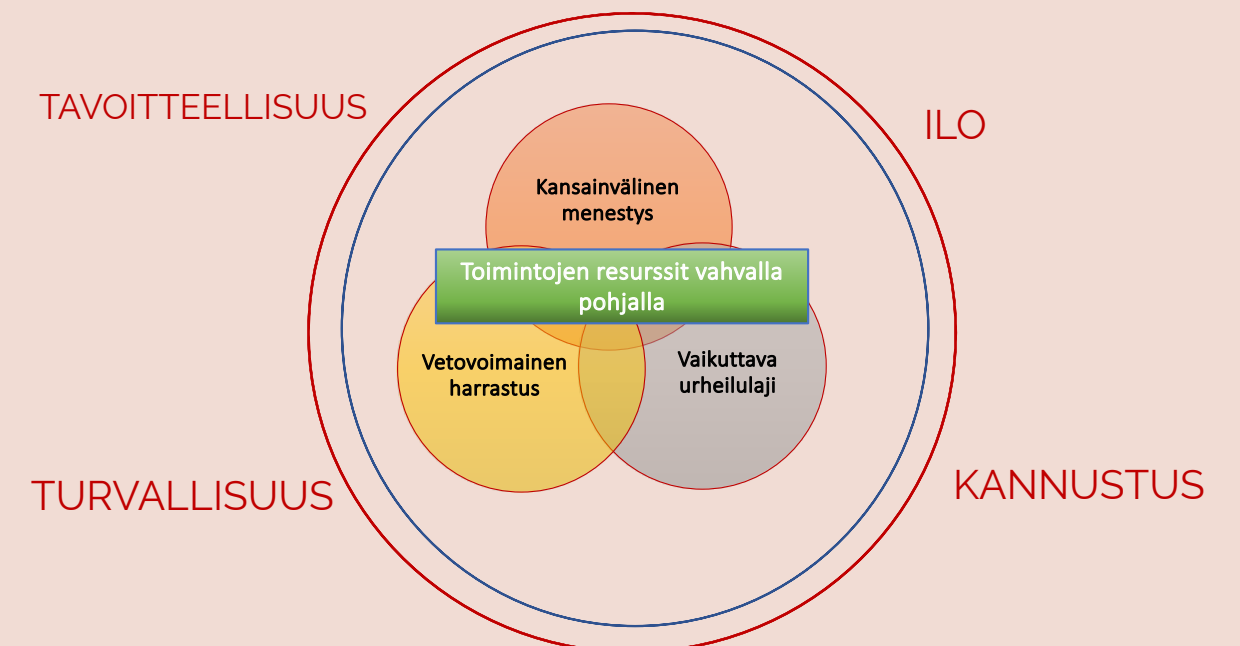 TAVOITTEELLISUUS
ILO
Kansainvälinen
menestys
Toimintojen resurssit vahvalla
pohjalla
Vetovoimainen
harrastus
Vaikuttava
urheilulaji
TURVALLISUUS
KANNUSTUS